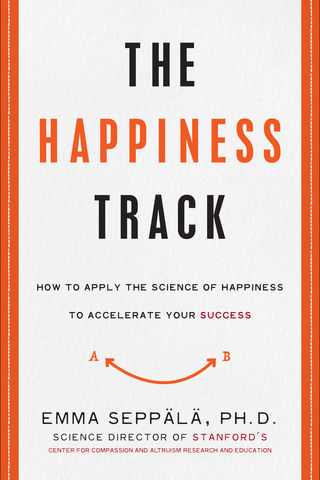 THE
HAPPINESS
TRACK
HOW TO APPLY THE SCIENCE OF HAPPINESS
TO ACCELERATE YOUR SUCCESS
A B
EMMA SEPPÄLÄ, PH.D.
SCIENCE DIRECTOR OF STANFORD'S
CENTER FOR COMPASSION AND ALTRUISM RESEARCH AND EDUCATION